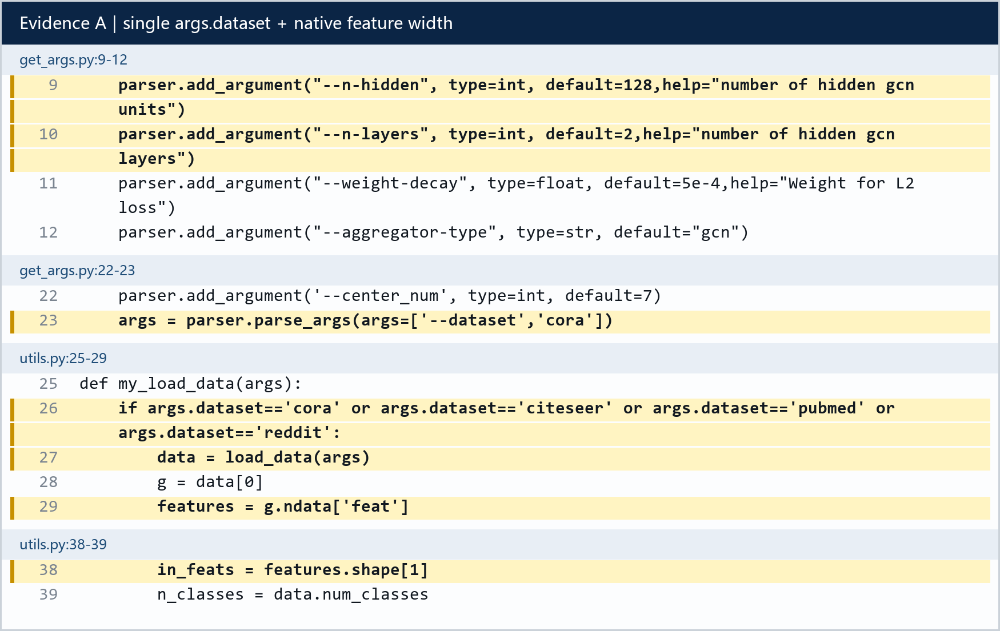 Evidence A | single args.dataset + native feature width
get_args.py:9-12
9 parser.add_argument("--n-hidden", type=int, default=128,help="number of hidden gcn
units")
10 parser.add_argument("--n-layers", type=int, default=2,help="number of hidden gcn
layers")
11 parser.add_argument("--weight-decay", type=float, default=5e-4,help="Weight for L2
loss")
12 parser.add_argument("--aggregator-type", type=str, default="gcn")
get_args.py:22-23
22 parser.add_argument('--center_num', type=int, default=7)
23 args = parser.parse_args(args=['--dataset','cora'])
utils.py:25-29
25 def my_load_data(args):
26 if args.dataset=='cora' or args.dataset=='citeseer' or args.dataset=='pubmed' or
args.dataset=='reddit':
27 data = load_data(args)
28 g = data[0]
29 features = g.ndata['feat']
utils.py:38-39
38 in_feats = features.shape[1]
39 n_classes = data.num_classes